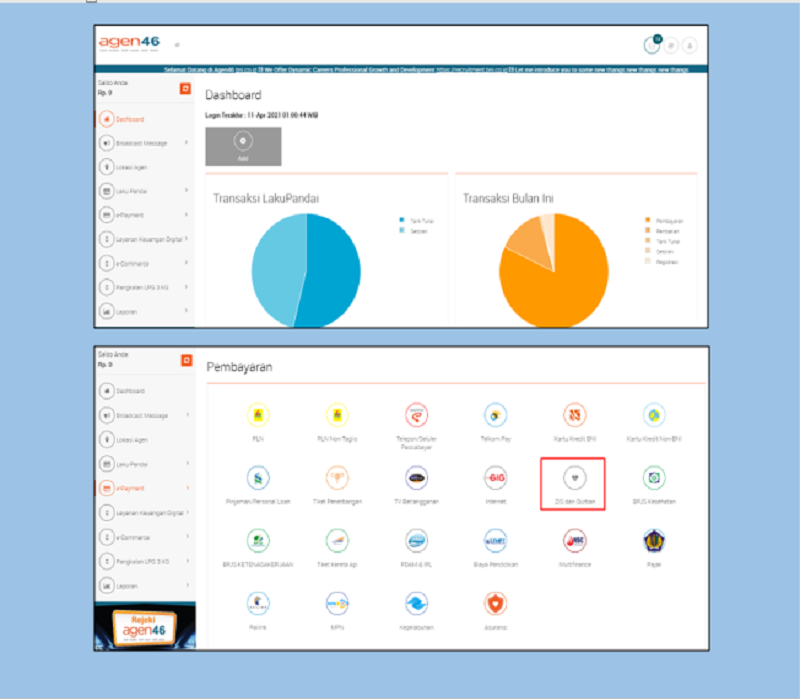 agen46
Selamat Datang di Agen46 bni.co.id !!! We Offer Dynamic Careers Professional Growth and Development https://recruitment.bni.co.id !!! Let me introduce you to some new things new things new things
Saldo Anda
Rp. 0
Dashboard
Broadcast Message
Lokasi Agen
Laku Pandai
e-Payment
Layanan Keuangan Digital
e-Commerce
Pangkalan LPG 3 KG
Laporan
Dashboard
Login Terakhir : 11-Apr-2021 01:00:44 WIB
Add
Transaksi LakuPandai
Tarik Tunai
Setoran
Transaksi Bulan Ini
Pembayaran
Pembelian
Tarik Tunai
Setoran
Registrasi
Saldo Anda
Rp. 0
Dashboard
Broadcast Message
Lokasi Agen
Laku Pandai
e-Payment
Layanan Keuangan Digital
e-Commerce
Pangkalan LPG 3 KG
Laporan
Rejeki
agen46
Pembayaran
PLN
PLN Non Taglis
Telepon/Seluler
Pascabayar
Telkom Pay
Kartu Kredit BNI
Kartu Kredit Non BNI
Pinjaman/Personal Loan
Tiket Penerbangan
TV Berlangganan
Internet
ZIS dan Qurban
BPJS Kesehatan
BPJS KETENAGAKERJAAN
Tiket Kereta Api
PDAM & IPL
Biaya Pendidikan
Multifinance
Pajak
MPN
Kepelabuhan
Asuransi